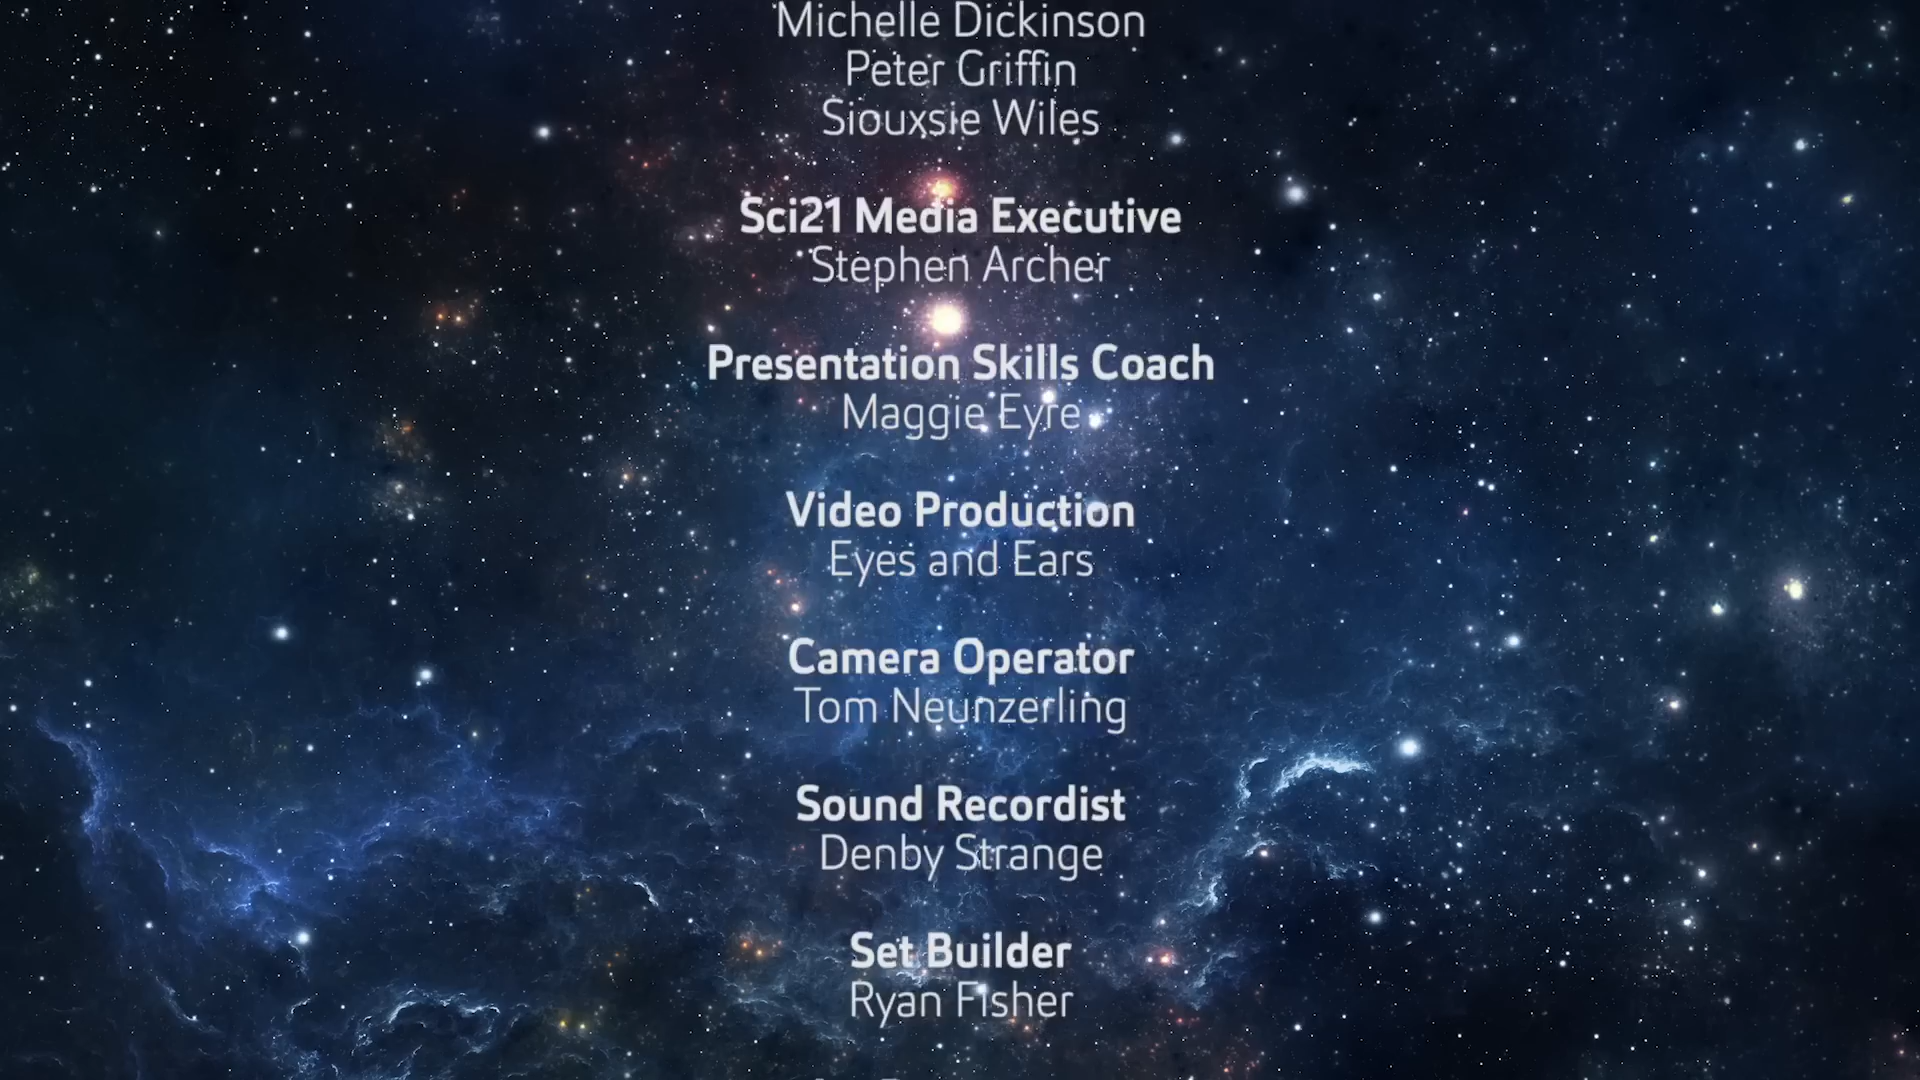 Michelle Dickinson
Peter Griffin
Siouxsie Wiles
Sci21 Media Executive
Stephen Archer
Presentation Skills Coach
Maggie Eyre
Video Production
Eyes and Ears
Camera Operator
Tom Neunzerling
Sound Recordist
Denby Strange
Set Builder
Ryan Fisher